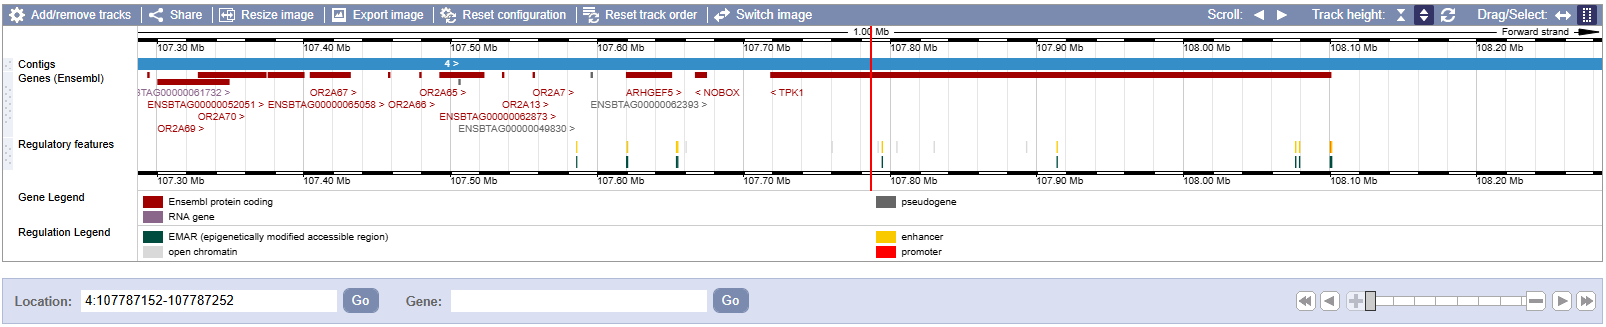 Add/remove tracks Share Resize image Export image Reset configuration Reset track order Switch image Scroll: Track height: Drag/Select:
1.00 Mb Forward strand
107.30 Mb 107.40 Mb 107.50 Mb 107.60 Mb 107.70 Mb 107.80 Mb 107.90 Mb 108.00 Mb 108.10 Mb 108.20 Mb
Contigs 4 >
Genes (Ensembl)
STAG00000061732 > OR2A67 > OR2A65 > OR2A7 > ARHGEF5 > < NOBOX < TPK1
ENSBTAG00000052051 > ENSBTAG00000065058 > OR2A66 > OR2A13 > ENSBTAG00000062393 >
OR2A70 > ENSBTAG00000062873 >
OR2A69 > ENSBTAG00000049830 >
Regulatory features
107.30 Mb 107.40 Mb 107.50 Mb 107.60 Mb 107.70 Mb 107.80 Mb 107.90 Mb 108.00 Mb 108.10 Mb 108.20 Mb
Gene Legend Ensembl protein coding pseudogene
RNA gene
Regulation Legend EMAR (epigenetically modified accessible region) enhancer
open chromatin promoter
Location: 4:107787152-107787252 Go Gene: Go